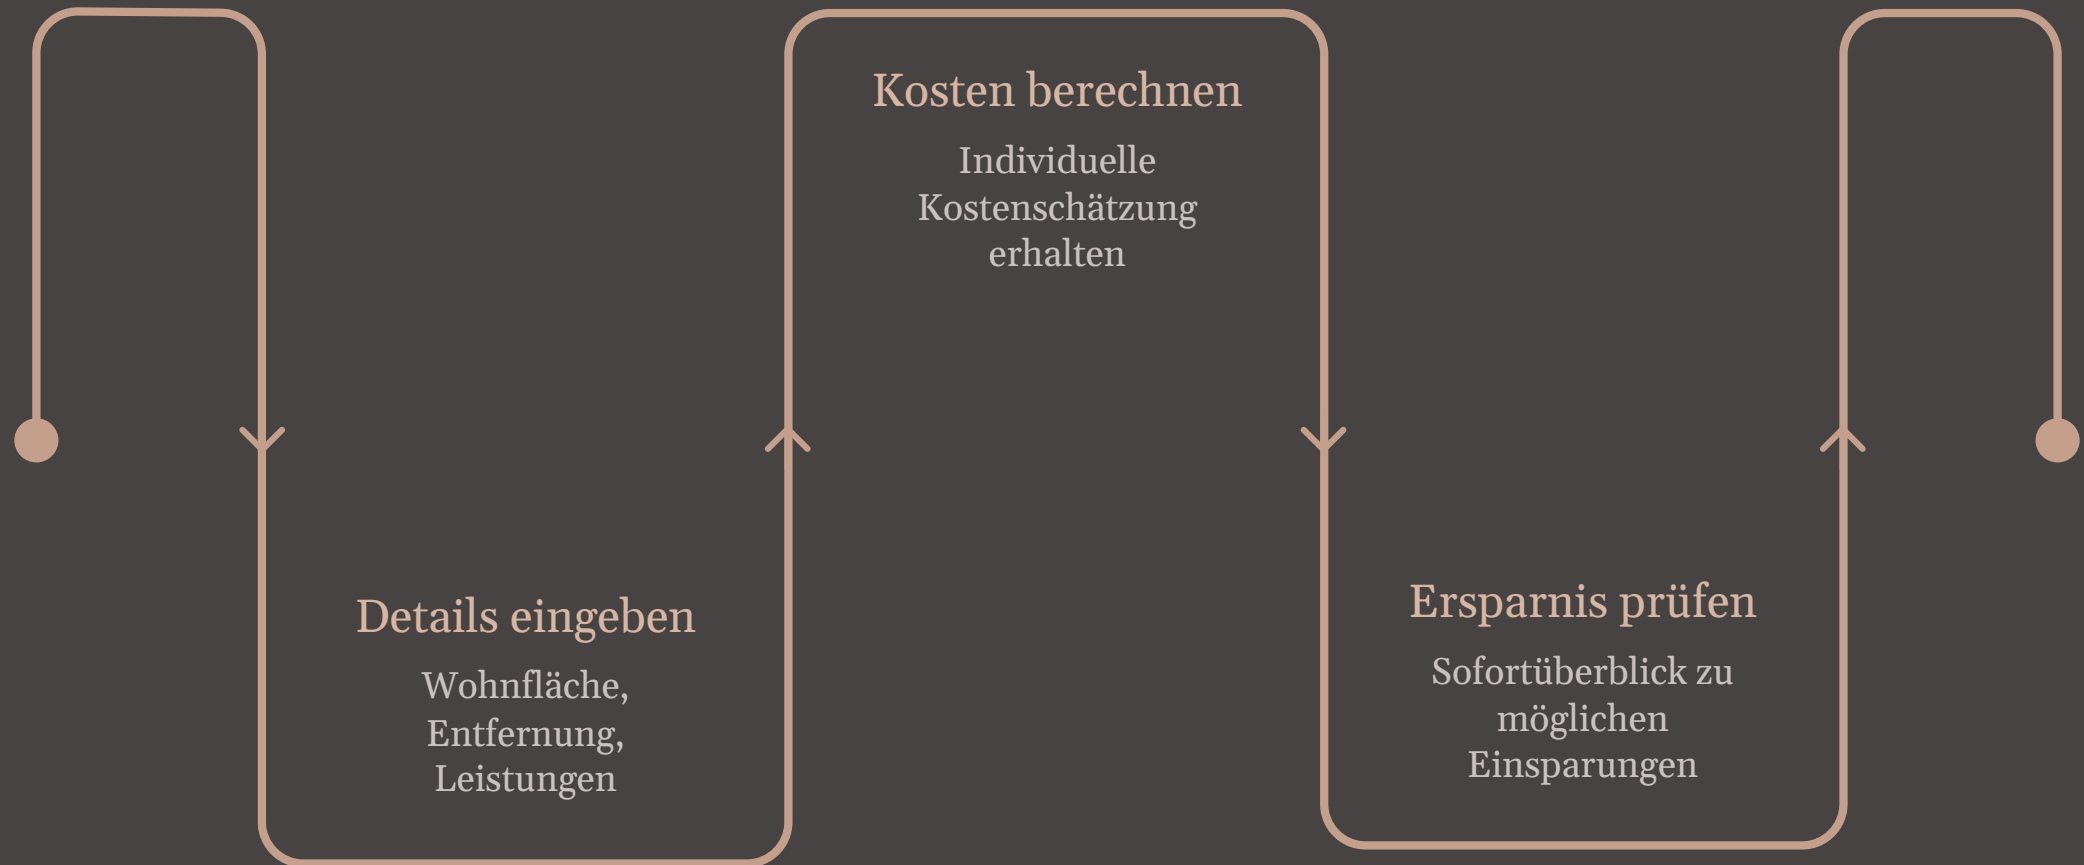 Details eingeben
Wohnfläche,
Entfernung,
Leistungen
Kosten berechnen
Individuelle
Kostenschätzung
erhalten
Ersparnis prüfen
Sofortüberblick zu
möglichen
Einsparungen